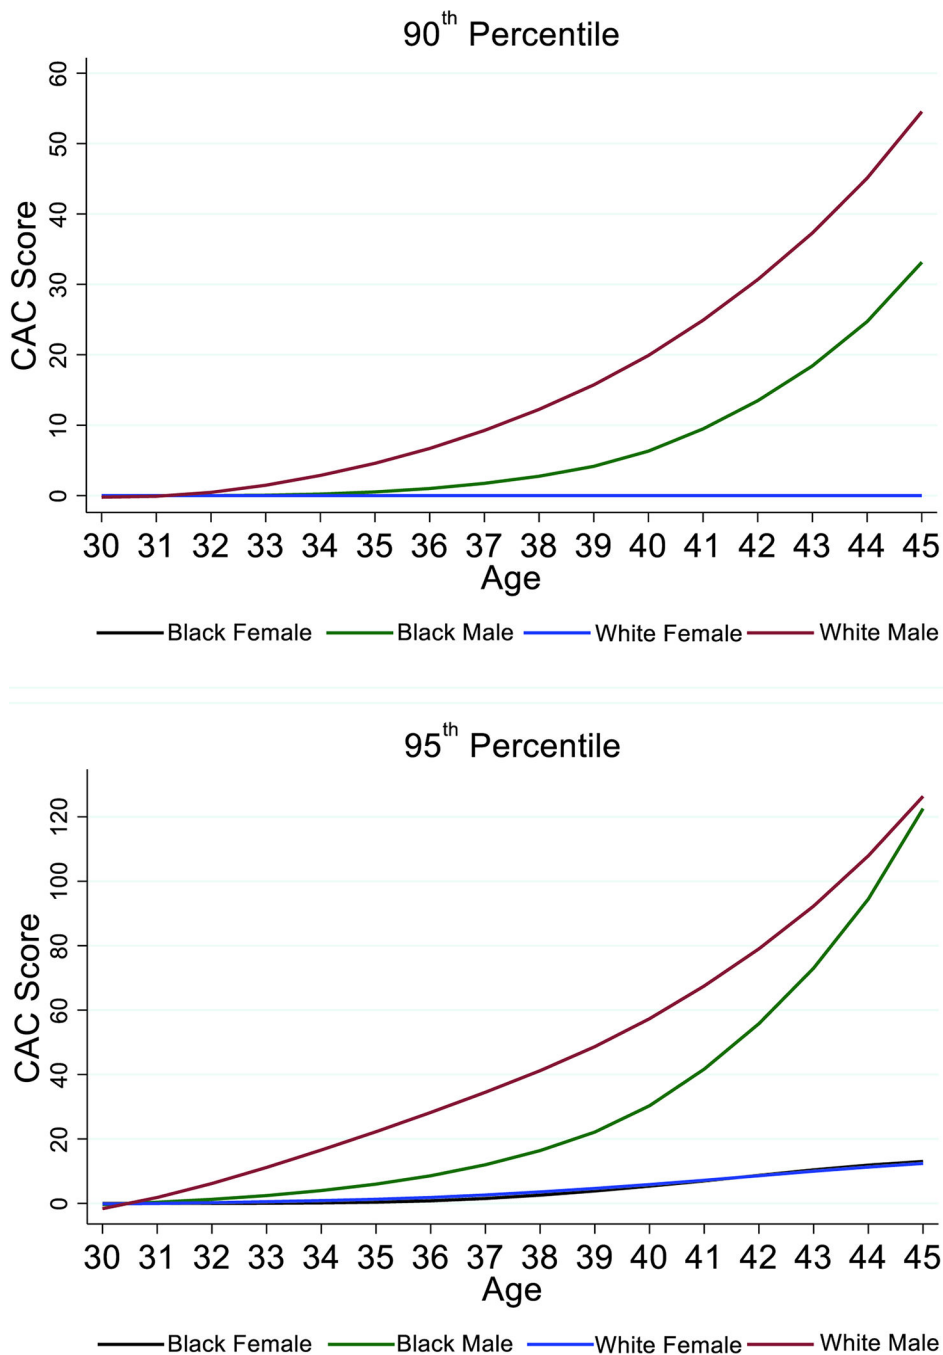 90th Percentile
60
50
40
30
20
10
0
CAC Score
30 31 32 33 34 35 36 37 38 39 40 41 42 43 44 45
Age
Black Female Black Male White Female White Male
95th Percentile
120
100
80
60
40
20
0
CAC Score
30 31 32 33 34 35 36 37 38 39 40 41 42 43 44 45
Age
Black Female Black Male White Female White Male